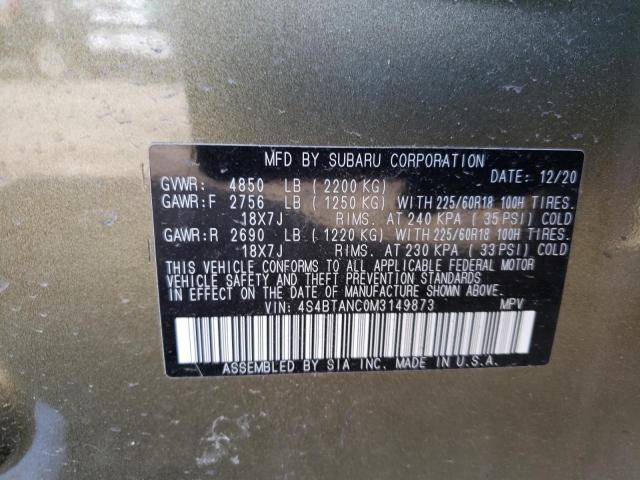 MFD BY SUBARU CORPORATION
DATE: 12/20
GVWR: 4850 LB (2200 KG)
GAWR:F 2756 LB (1250 KG) WITH 225/60R18 100H TIRES.
18X7J RIMS. AT 240 KPA (35 PSI) COLD
GAWR:R 2690 LB (1220 KG) WITH 225/60R18 100H TIRES.
18X7J RIMS. AT 230 KPA (33 PSI) COLD
THIS VEHICLE CONFORMS TO ALL APPLICABLE FEDERAL MOTOR
VEHICLE SAFETY AND THEFT PREVENTION STANDARDS
IN EFFECT ON THE DATE OF MANUFACTURE SHOWN ABOVE.
VIN: 4S4BTANC0M3149873 MPV
ASSEMBLED BY SIA INC. MADE IN U.S.A.